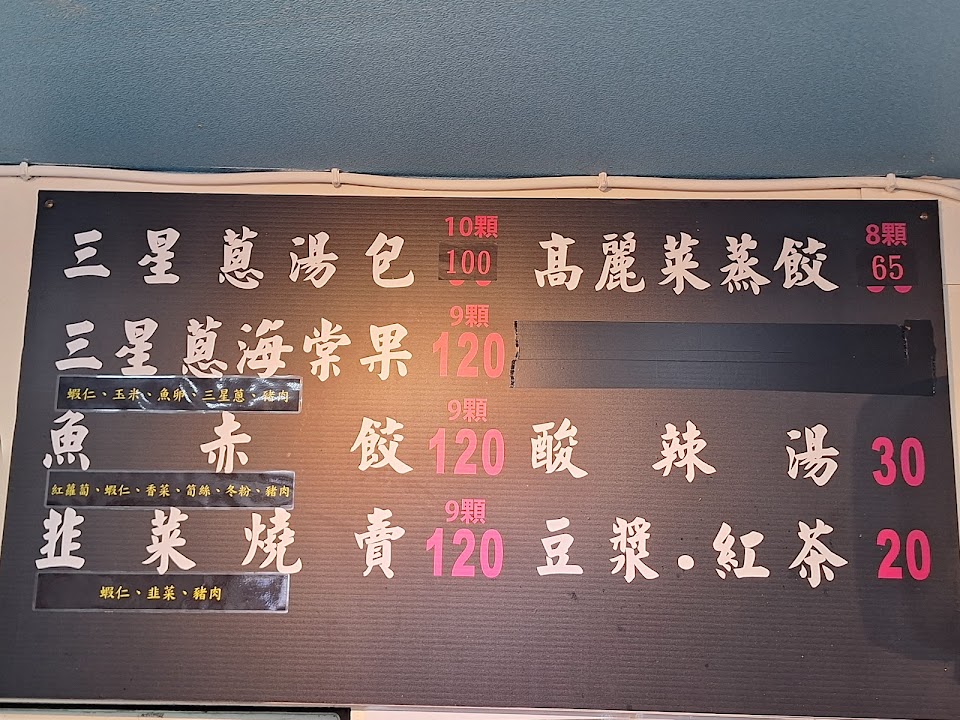 三星蔥湯包 10顆 100
三星蔥海棠果 9顆 120
蝦仁、玉米、魚卵、三星蔥、豬肉
魚赤餃 9顆 120
紅蘿蔔、蝦仁、香菜、筍絲、冬粉、豬肉
韭菜燒賣 9顆 120
蝦仁、韭菜、豬肉
高麗菜蒸餃 8顆 65
酸辣湯 30
豆漿•紅茶 20